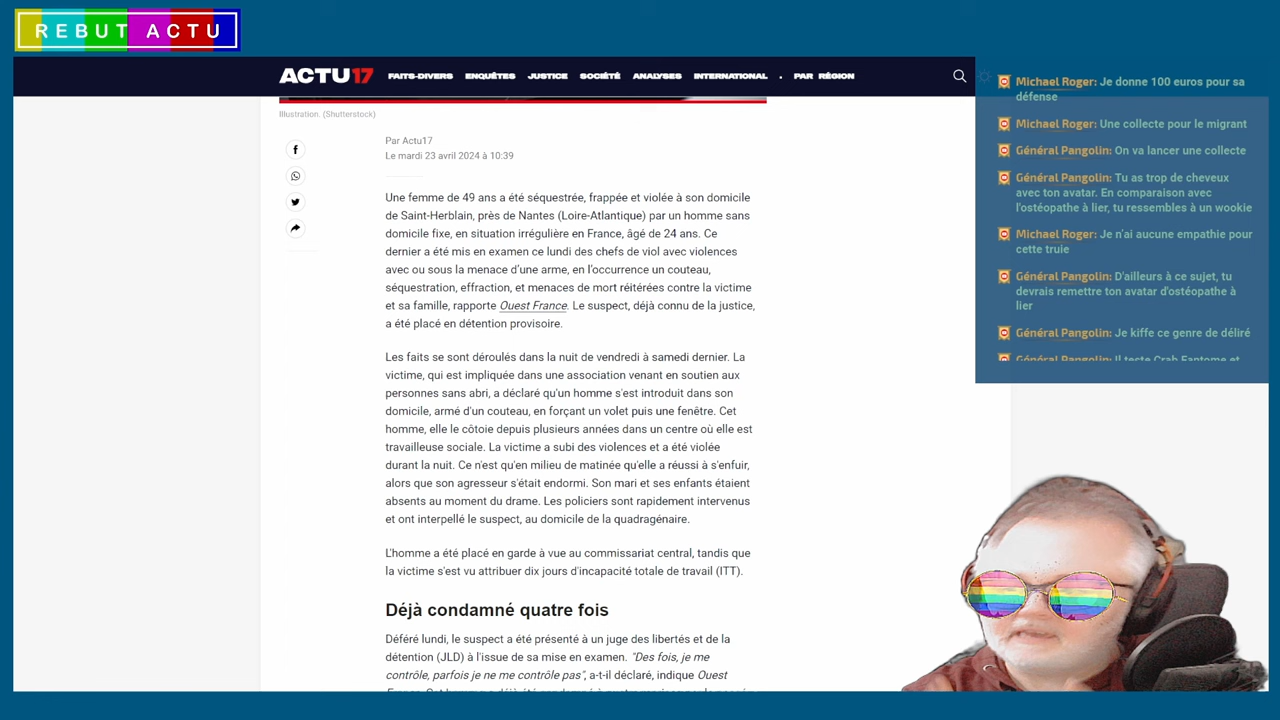 REBUT ACTU
ACTU17 FAITS-DIVERS ENQUÊTES JUSTICE SOCIÉTÉ ANALYSES INTERNATIONAL . PAR RÉGION
Illustration. (Shutterstock)
Par Actu17
Le mardi 23 avril 2024 à 10:39
Une femme de 49 ans a été séquestrée, frappée et violée à son domicile
de Saint-Herblain, près de Nantes (Loire-Atlantique) par un homme sans
domicile fixe, en situation irrégulière en France, âgé de 24 ans. Ce
dernier a été mis en examen ce lundi des chefs de viol avec violences
avec ou sous la menace d'une arme, en l'occurrence un couteau,
séquestration, effraction, et menaces de mort réitérées contre la victime
et sa famille, rapporte Ouest France. Le suspect, déjà connu de la justice,
a été placé en détention provisoire.
Les faits se sont déroulés dans la nuit de vendredi à samedi dernier. La
victime, qui est impliquée dans une association venant en soutien aux
personnes sans abri, a déclaré qu'un homme s'est introduit dans son
domicile, armé d'un couteau, en forçant un volet puis une fenêtre. Cet
homme, elle le côtoie depuis plusieurs années dans un centre où elle est
travailleuse sociale. La victime a subi des violences et a été violée
durant la nuit. Ce n'est qu'en milieu de matinée qu'elle a réussi à s'enfuir,
alors que son agresseur s'était endormi. Son mari et ses enfants étaient
absents au moment du drame. Les policiers sont rapidement intervenus
et ont interpellé le suspect, au domicile de la quadragénaire.
L'homme a été placé en garde à vue au commissariat central, tandis que
la victime s'est vu attribuer dix jours d'incapacité totale de travail (ITT).
Déjà condamné quatre fois
Déféré lundi, le suspect a été présenté à un juge des libertés et de la
détention (JLD) à l'issue de sa mise en examen. "Des fois, je me
contrôle, parfois je ne me contrôle pas", a-t-il déclaré, indique Ouest
Michael Roger: Je donne 100 euros pour sa
défense
Michael Roger: Une collecte pour le migrant
Général Pangolin: On va lancer une collecte
Général Pangolin: Tu as trop de cheveux
avec ton avatar. En comparaison avec
l'ostéopathe à lier, tu ressembles à un wookie
Michael Roger: Je n'ai aucune empathie pour
cette truie
Général Pangolin: D'ailleurs à ce sujet, tu
devrais remettre ton avatar d'ostéopathe à
lier
Général Pangolin: Je kiffe ce genre de déliré
Général Pangolin: Il teste Crab Fantome et